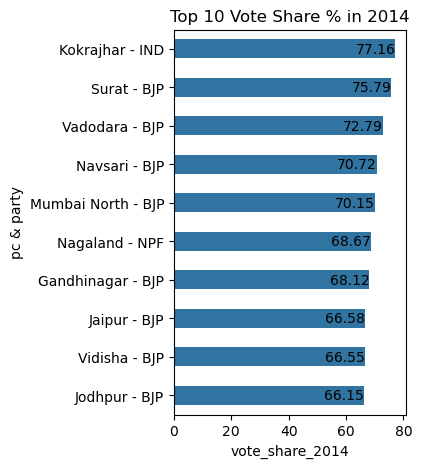 Top 10 Vote Share % in 2014
pc & party
Kokrajhar - IND 77.16
Surat - BJP 75.79
Vadodara - BJP 72.79
Navsari - BJP 70.72
Mumbai North - BJP 70.15
Nagaland - NPF 68.67
Gandhinagar - BJP 68.12
Jaipur - BJP 66.58
Vidisha - BJP 66.55
Jodhpur - BJP 66.15
0 20 40 60 80
vote_share_2014